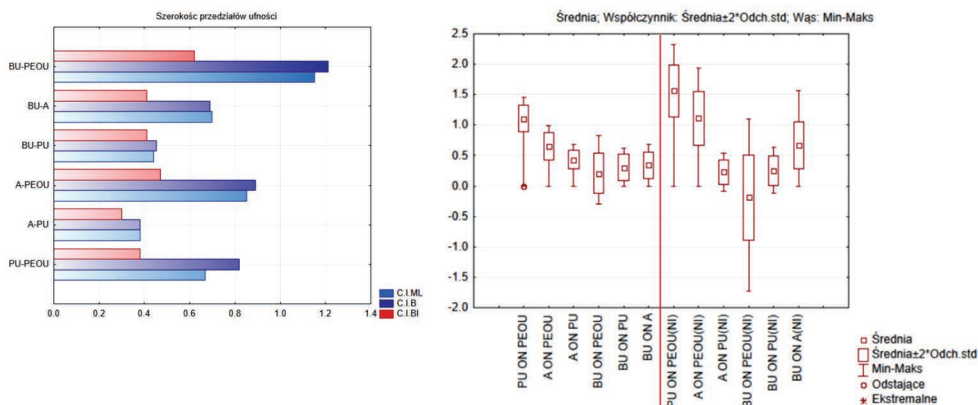 Szerokośc przedziałów ufności
BU-PEOU
BU-A
BU-PU
A-PEOU
A-PU
PU-PEOU
0.0 0.2 0.4 0.6 0.8 1.0 1.2 1.4
C.I.ML
C.I.B
C.I.BI
Średnia; Współczynnik: Średnia±2*Odch.std; Wąs: Min-Maks
2.5
2.0
1.5
1.0
0.5
0.0
-0.5
-1.0
-1.5
-2.0
PU ON PEOU
A ON PEOU
A ON PU
BU ON PEOU
BU ON PU
BU ON A
PU ON PEOU(NI)
A ON PEOU(NI)
A ON PU(NI)
BU ON PEOU(NI)
BU ON PU(NI)
BU ON A(NI)
Średnia
Średnia±2*Odch.std
Min-Maks
Odstające
Ekstremalne